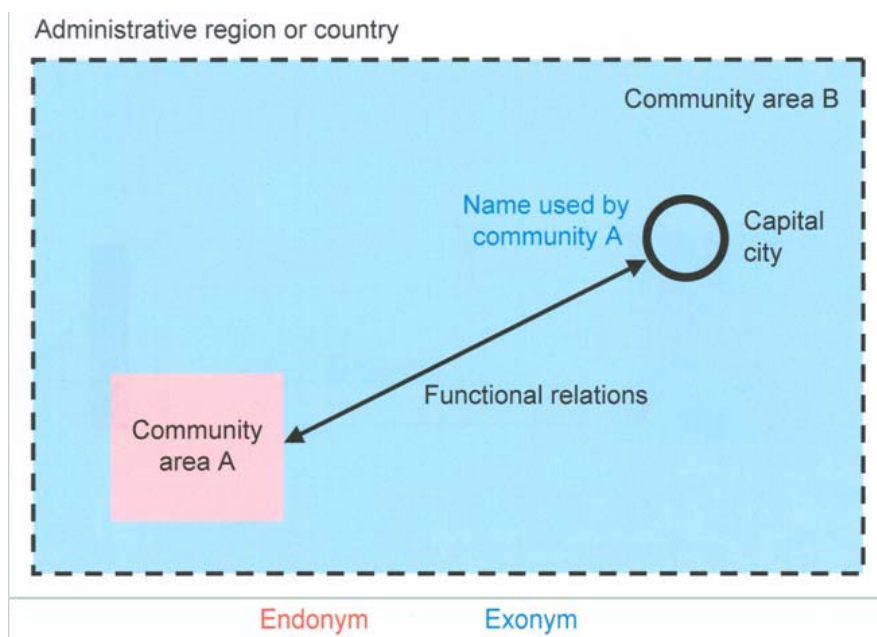 Administrative region or country
Community area B
Name used by
community A
Capital
city
Functional relations
Community
area A
Endonym Exonym